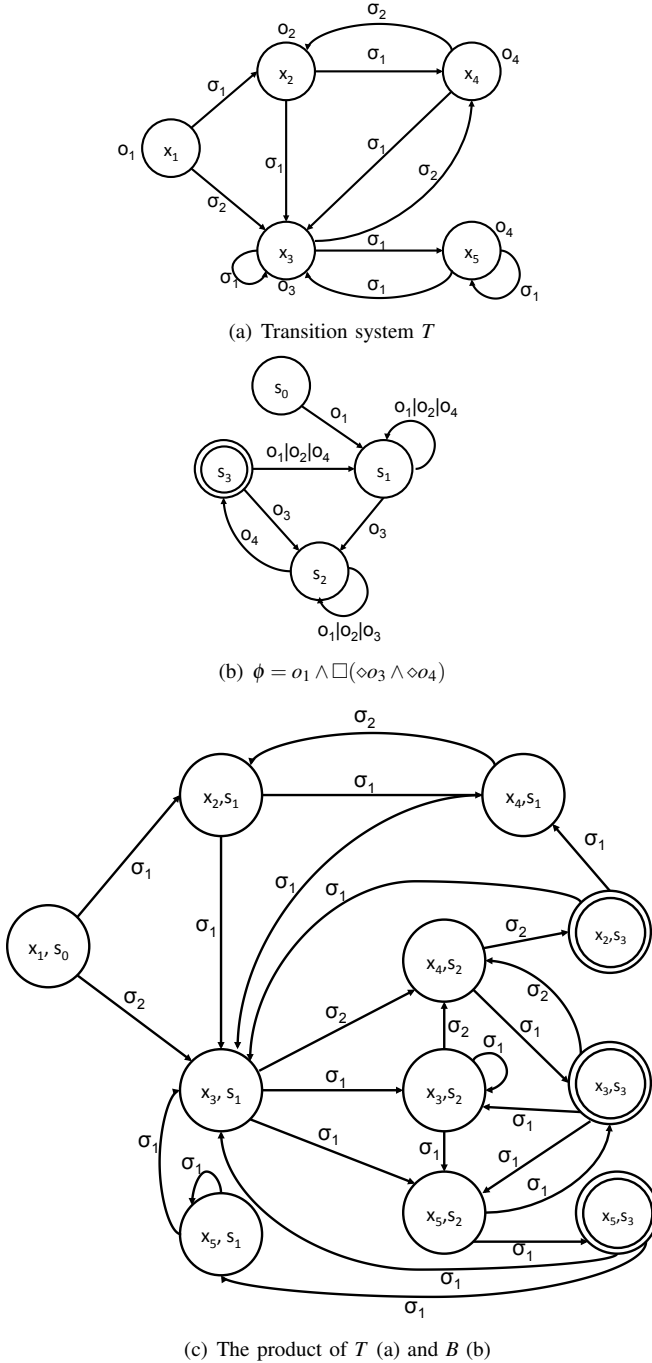 σ₂
o₂
x₂
σ₁
x₄
o₄
σ₁
o₁
x₁
σ₁
σ₁
σ₂
σ₂
x₃
σ₁
o₄
x₅
σ₁
o₃
σ₁
σ₁
(a) Transition system T
s₀
o₁
o₁|o₂|o₄
s₃
o₁|o₂|o₄
s₁
o₃
o₃
o₄
s₂
o₁|o₂|o₃
(b) ϕ = o₁ ∧ □(⋄o₃ ∧ ⋄o₄)
σ₂
x₂,s₁
σ₁
x₄,s₁
σ₁
σ₁
σ₁
σ₁
σ₁
x₁, s₀
σ₂
x₂,s₃
x₄,s₂
σ₂
σ₂
σ₂
σ₁
σ₂
σ₁
x₃, s₁
σ₁
x₃,s₂
x₃,s₃
σ₁
σ₁
σ₁
σ₁
σ₁
σ₁
σ₁
x₅, s₁
x₅,s₂
x₅,s₃
σ₁
σ₁
σ₁
(c) The product of T (a) and B (b)